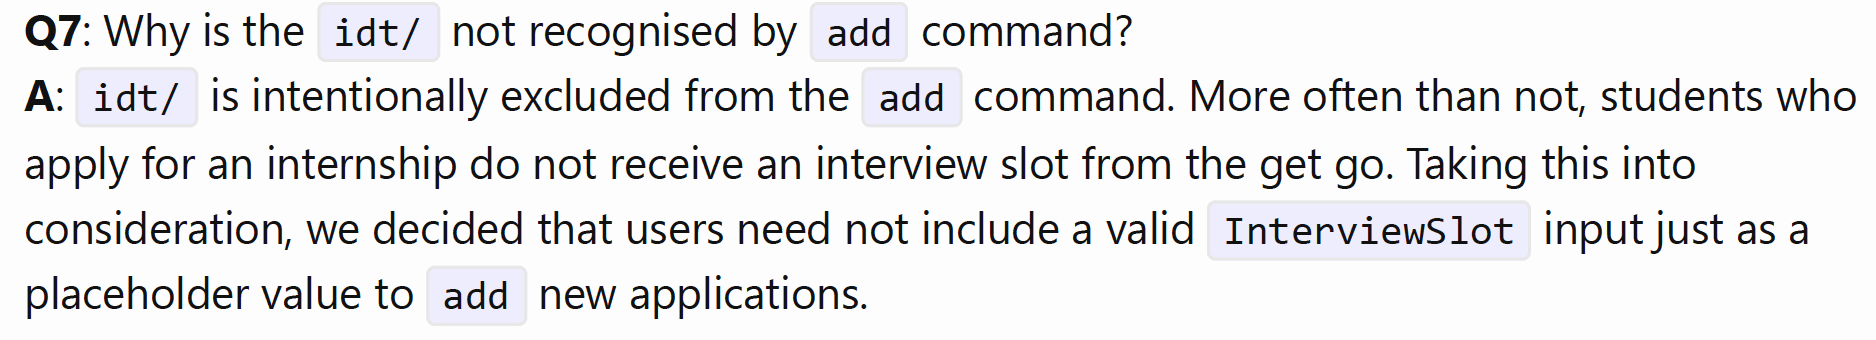 Q7: Why is the idt/ not recognised by add command?
A: idt/ is intentionally excluded from the add command. More often than not, students who
apply for an internship do not receive an interview slot from the get go. Taking this into
consideration, we decided that users need not include a valid InterviewSlot input just as a
placeholder value to add new applications.